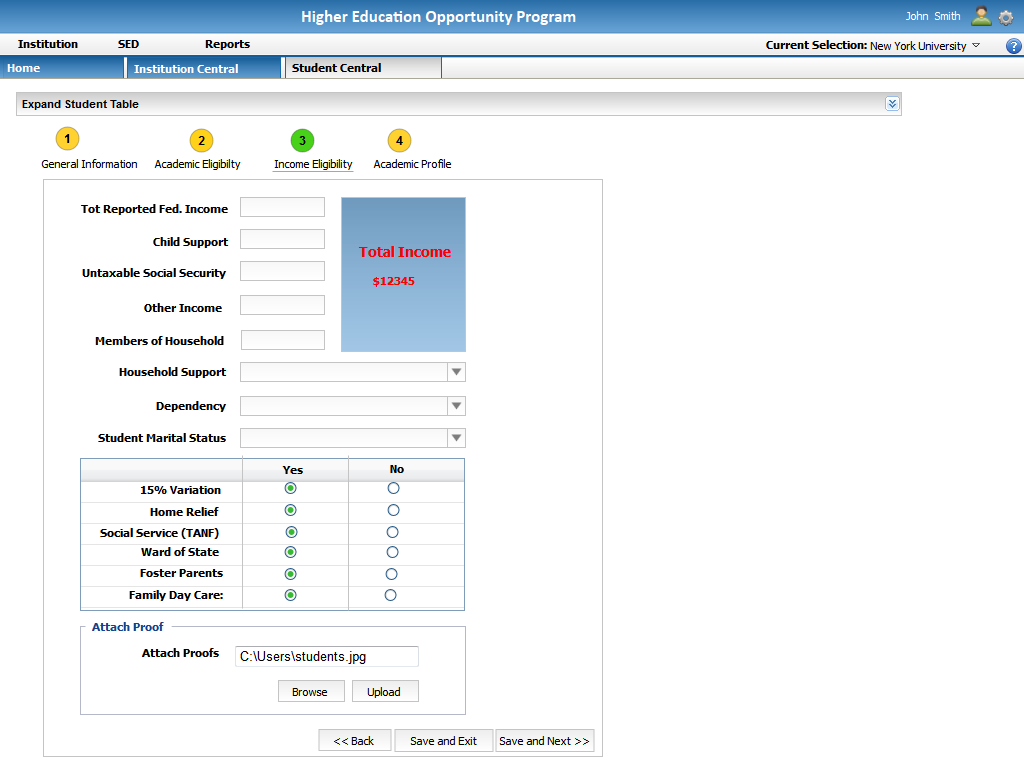 Higher Education Opportunity Program
John Smith
Institution SED Reports
Current Selection: New York University
?
Home Institution Central Student Central
Expand Student Table
1 2 3 4
General Information Academic Eligibilty Income Eligibility Academic Profile
Tot Reported Fed. Income
Child Support
Untaxable Social Security
Other Income
Members of Household
Total Income
$12345
Household Support
Dependency
Student Marital Status
Yes No
15% Variation
Home Relief
Social Service (TANF)
Ward of State
Foster Parents
Family Day Care:
Attach Proof
Attach Proofs C:\Users\students.jpg
Browse Upload
<< Back Save and Exit Save and Next >>